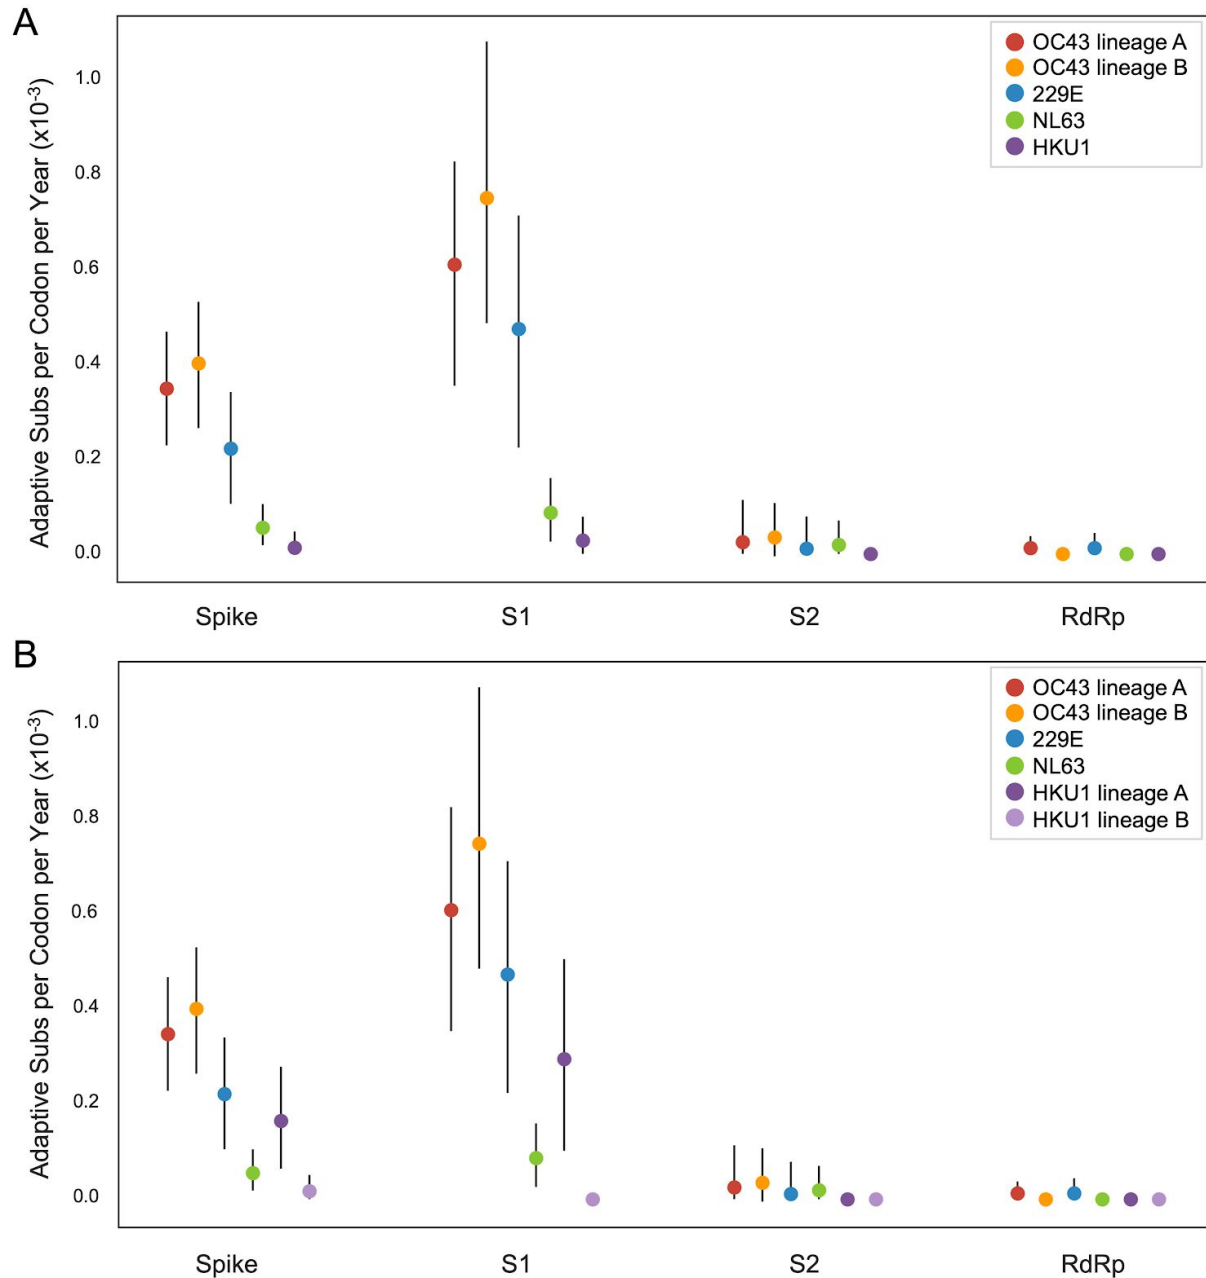 A
Adaptive Subs per Codon per Year (x10⁻³)
1.0
0.8
0.6
0.4
0.2
0.0
OC43 lineage A
OC43 lineage B
229E
NL63
HKU1
Spike
S1
S2
RdRp
B
Adaptive Subs per Codon per Year (x10⁻³)
1.0
0.8
0.6
0.4
0.2
0.0
OC43 lineage A
OC43 lineage B
229E
NL63
HKU1 lineage A
HKU1 lineage B
Spike
S1
S2
RdRp